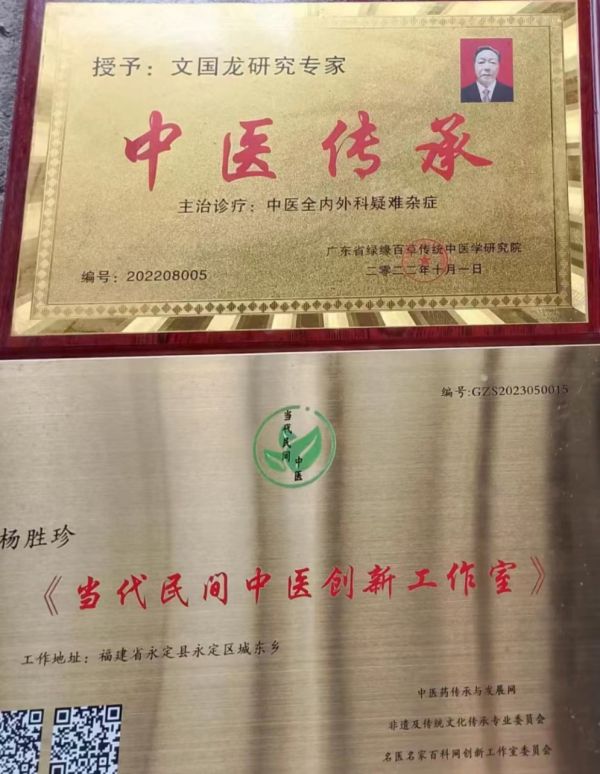 授予：文国龙研究专家
中医传承
主治诊疗：中医全内外科疑难杂症
广东省绿缘百草传统中医学研究院
二零二二年十月一日
编号：202208005
编号:GZS2023050015
当代民间
中医
杨胜珍
《当代民间中医创新工作室》
工作地址：福建省永定县永定区城东乡
中医药传承与发展网
非遗及传统文化传承专业委员会
名医名家百科网创新工作室委员会